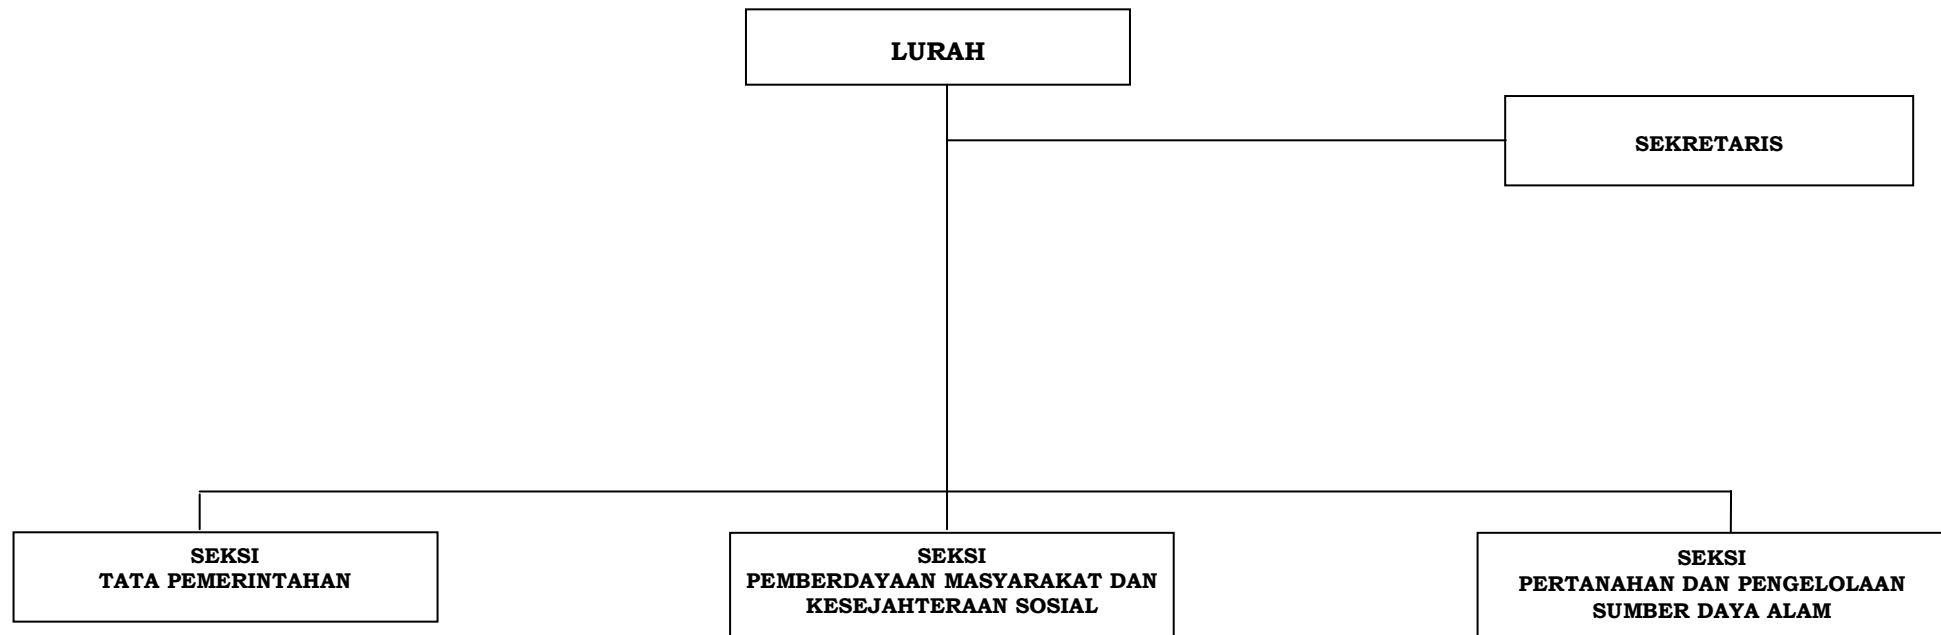 LURAH
SEKRETARIS
SEKSI
TATA PEMERINTAHAN
SEKSI
PEMBERDAYAAN MASYARAKAT DAN
KESEJAHTERAAN SOSIAL
SEKSI
PERTANAHAN DAN PENGELOLAAN
SUMBER DAYA ALAM